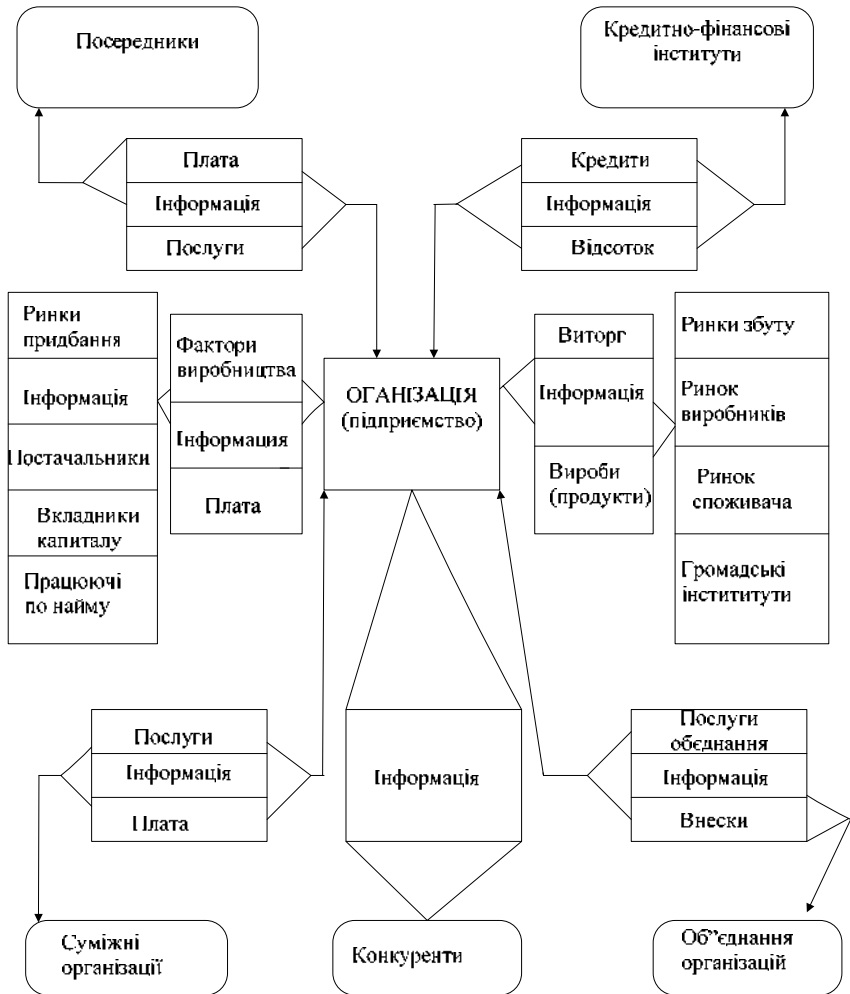 Посередники
Кредитно-фінансові
інститути
Плата
Інформація
Послуги
Кредити
Інформація
Відсоток
Ринки
придбання
Інформація
Постачальники
Вкладники
капиталу
Працюючі
по найму
Фактори
виробництва
Інформация
Плата
ОГАНІЗАЦІЯ
(підприємство)
Виторг
Інформація
Вироби
(продукти)
Ринки збуту
Ринок
виробників
Ринок
споживача
Громадські
інстититути
Послуги
Інформація
Плата
Інформація
Послуги
обєднання
Інформація
Внески
Суміжні
організації
Конкуренти
Об”єднання
організацій